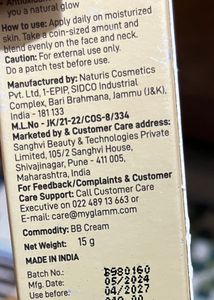 you a natural glow
How to use: Apply daily on moisturized
skin. Take a coin-sized amount and
blend evenly on the face and neck.
Caution: For external use only.
Do a patch test before use.
Manufactured by: Naturis Cosmetics
Pvt. Ltd, 1-EPIP, SIDCO Industrial
Complex, Bari Brahmana, Jammu (J&K),
India - 181 133
M.L.No - JK/21-22/COS-8/334
Marketed by & Customer Care address:
Sanghvi Beauty & Technologies Private
Limited, 105/2 Sanghvi House,
Shivajinagar, Pune - 411 005,
Maharashtra, India
For Feedback/Complaints & Customer
Care Support: Call Customer Care
Executive on 022 489 13 663 or
E-mail: care@myglamm.com
Commodity: BB Cream
Net Weight: 15 g
MADE IN INDIA
Batch No.: B980160
Mfg. Date: 05/2024
Use before: 04/2027